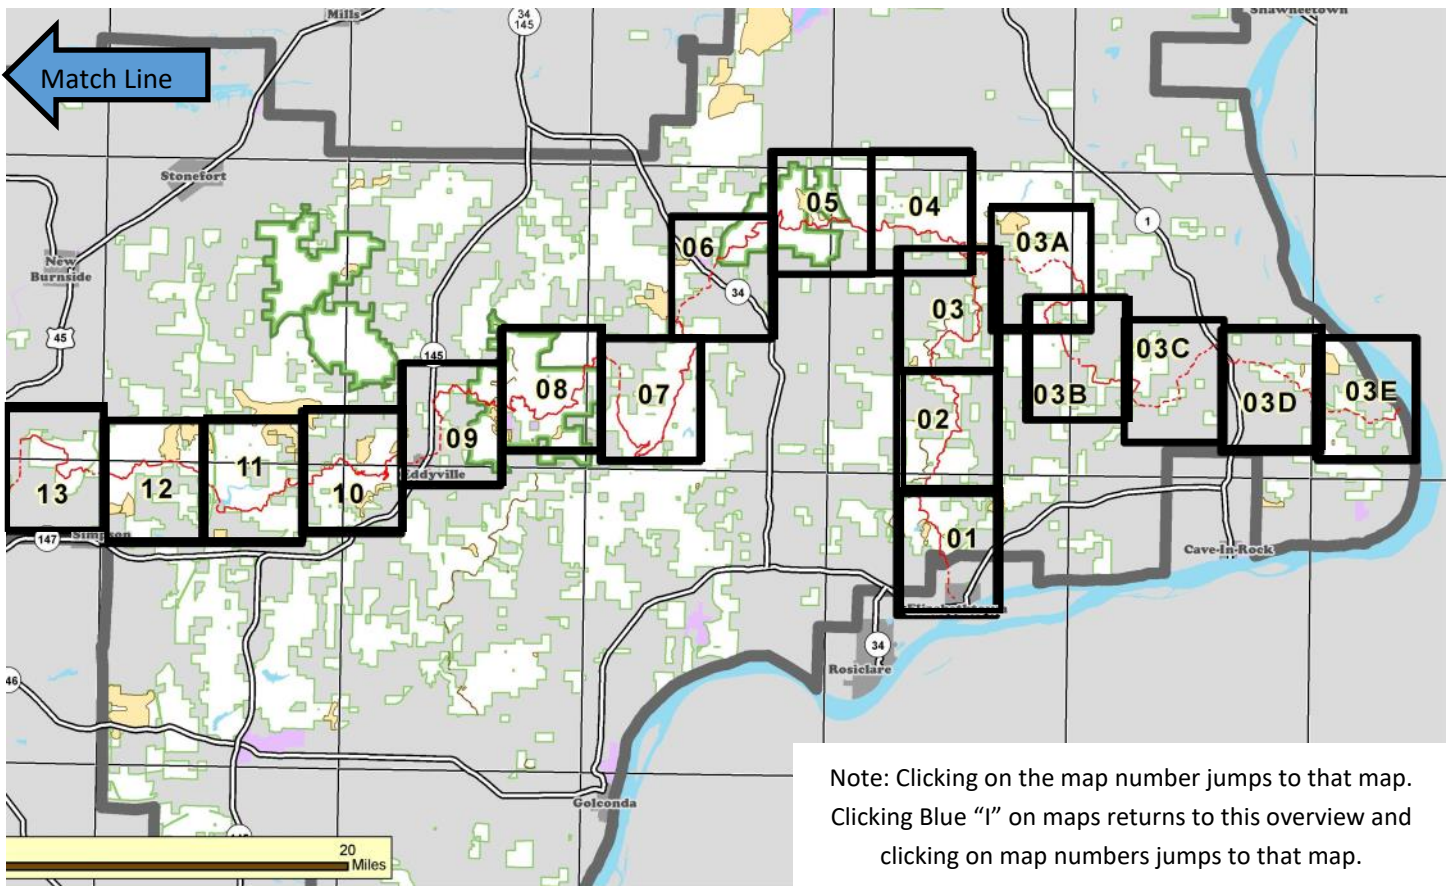 Mills
34
145
Shawneetown
Match Line
Stonefort
1
New
Burnside
45
05
04
03A
06
34
03
145
08
07
03B
03C
03D
03E
02
09
Eddyville
11
10
12
13
01
147
Simpson
Cave-In-Rock
Elizabethtown
34
Rosiclare
46
Golconda
20
Miles
Note: Clicking on the map number jumps to that map.
Clicking Blue “I” on maps returns to this overview and
clicking on map numbers jumps to that map.